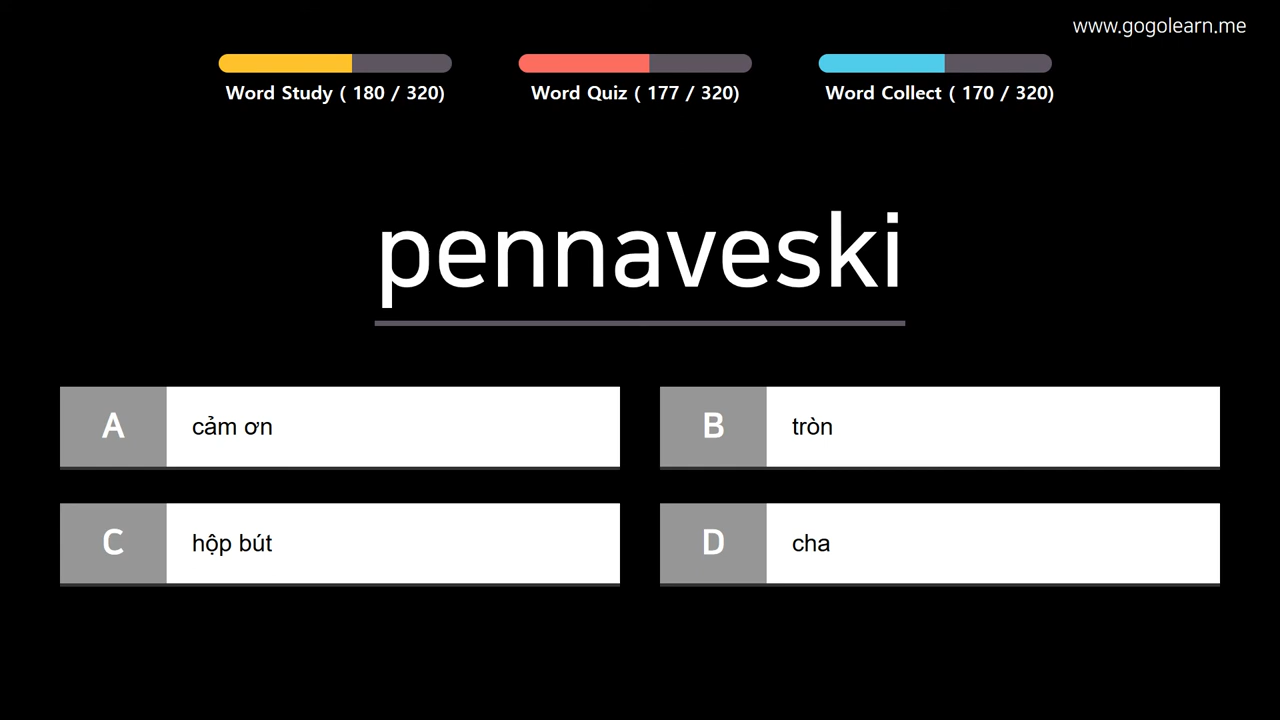 www.gogolearn.me
Word Study ( 180 / 320)
Word Quiz ( 177 / 320)
Word Collect ( 170 / 320)
pennaveski
A
cảm ơn
B
tròn
C
hộp bút
D
cha